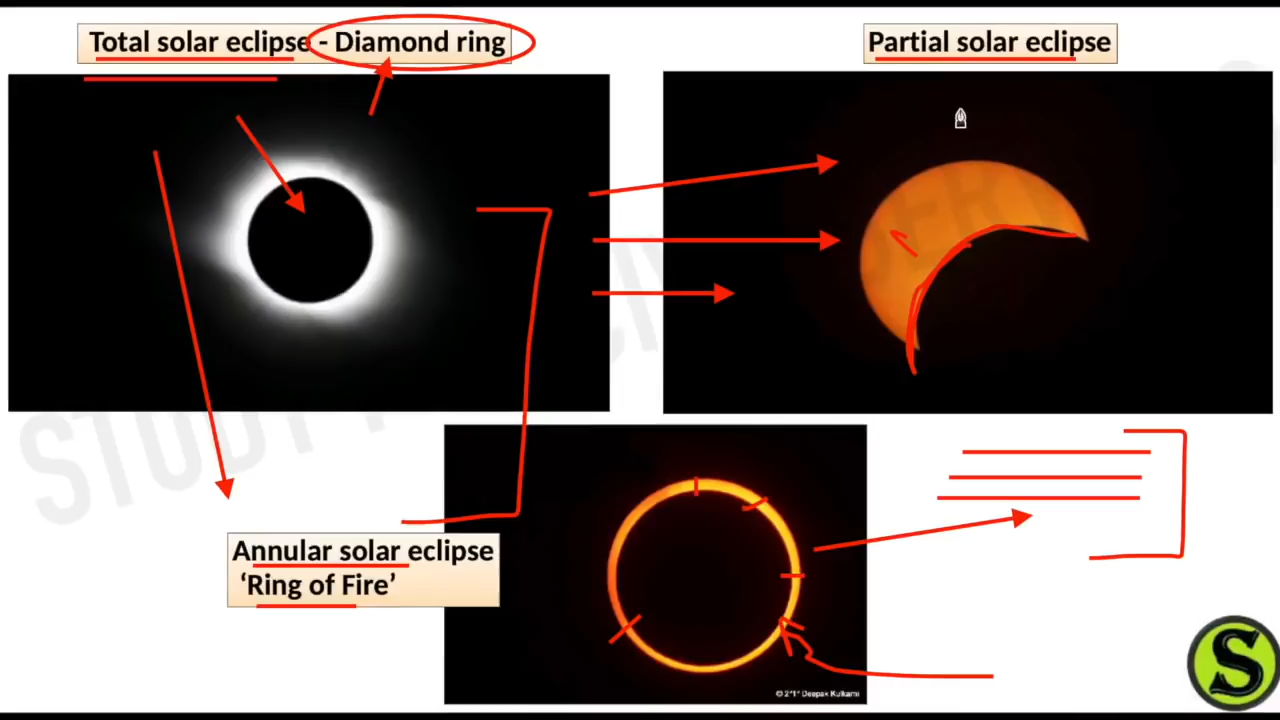 Total solar eclipse - Diamond ring
Partial solar eclipse
Annular solar eclipse
‘Ring of Fire’
S